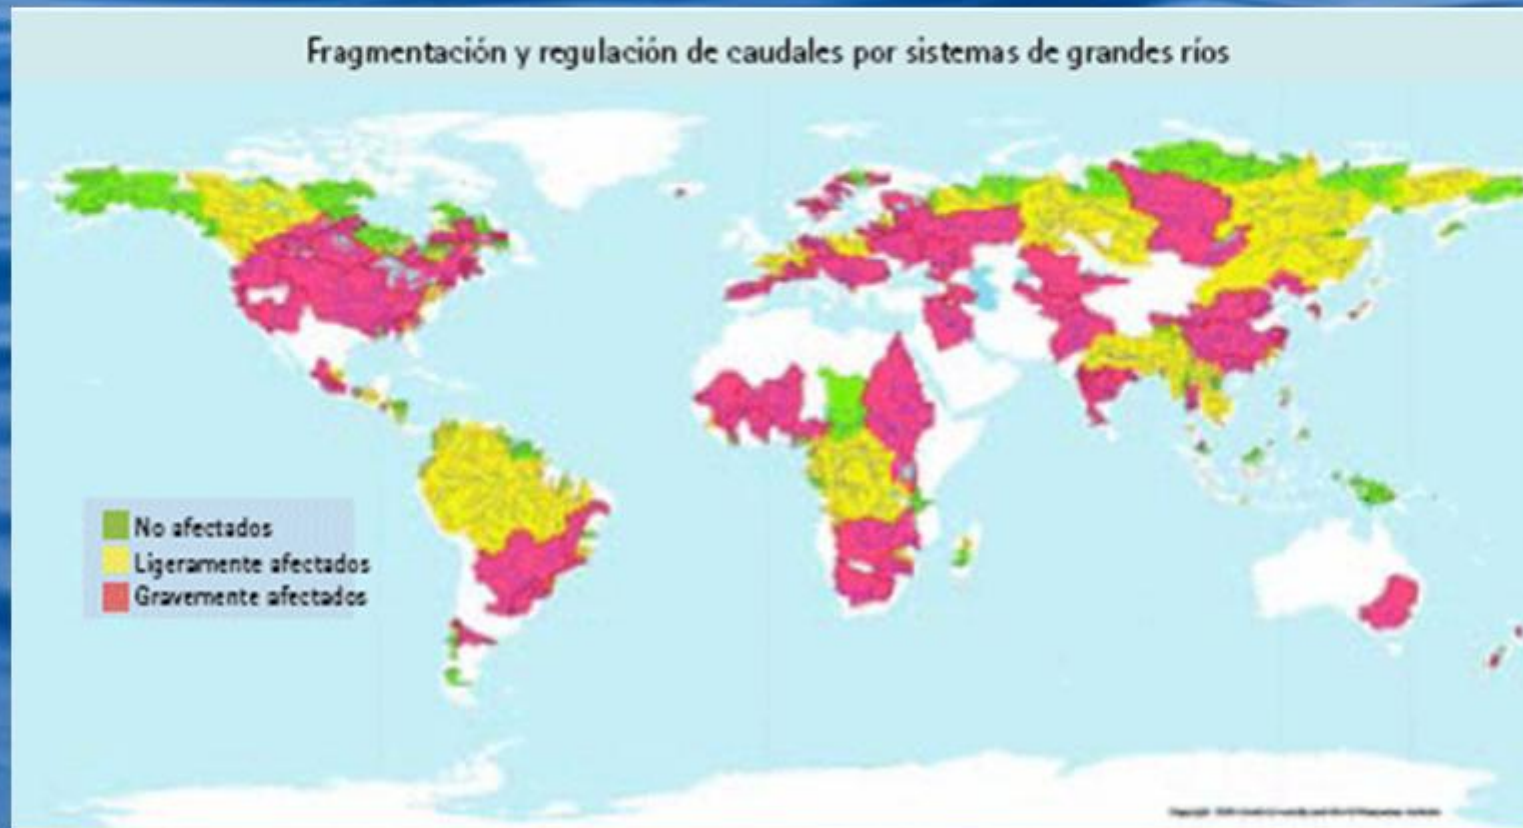 Fragmentación y regulación de caudales por sistemas de grandes ríos
No afectados
Ligeramente afectados
Gravemente afectados